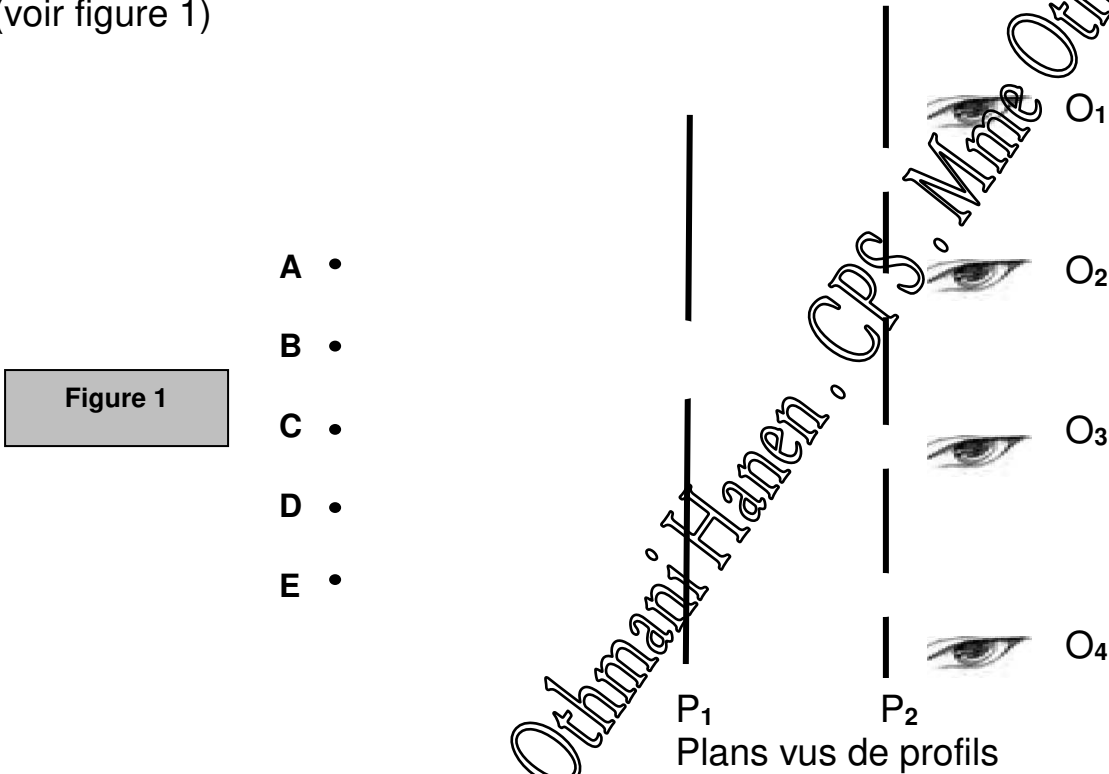 (voir figure 1)
O1
A
O2
B
Figure 1
C
O3
D
E
O4
P1
P2
Plans vus de profils
Othmani Hanen. CPS. Mme Oth